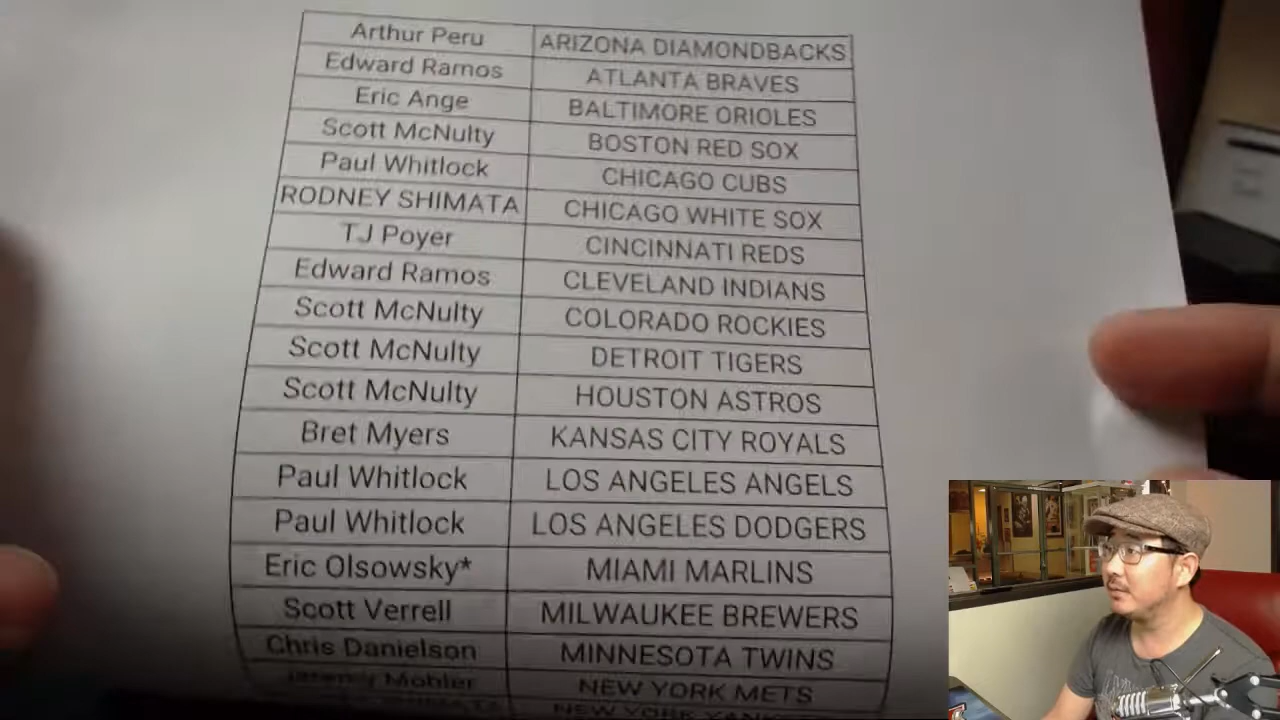 Arthur Peru ARIZONA DIAMONDBACKS
Edward Ramos ATLANTA BRAVES
Eric Ange BALTIMORE ORIOLES
Scott McNulty BOSTON RED SOX
Paul Whitlock CHICAGO CUBS
RODNEY SHIMATA CHICAGO WHITE SOX
TJ Poyer CINCINNATI REDS
Edward Ramos CLEVELAND INDIANS
Scott McNulty COLORADO ROCKIES
Scott McNulty DETROIT TIGERS
Scott McNulty HOUSTON ASTROS
Bret Myers KANSAS CITY ROYALS
Paul Whitlock LOS ANGELES ANGELS
Paul Whitlock LOS ANGELES DODGERS
Eric Olsowsky* MIAMI MARLINS
Scott Verrell MILWAUKEE BREWERS
Chris Danielson MINNESOTA TWINS
Mohler NEW YORK METS
NEW YORK